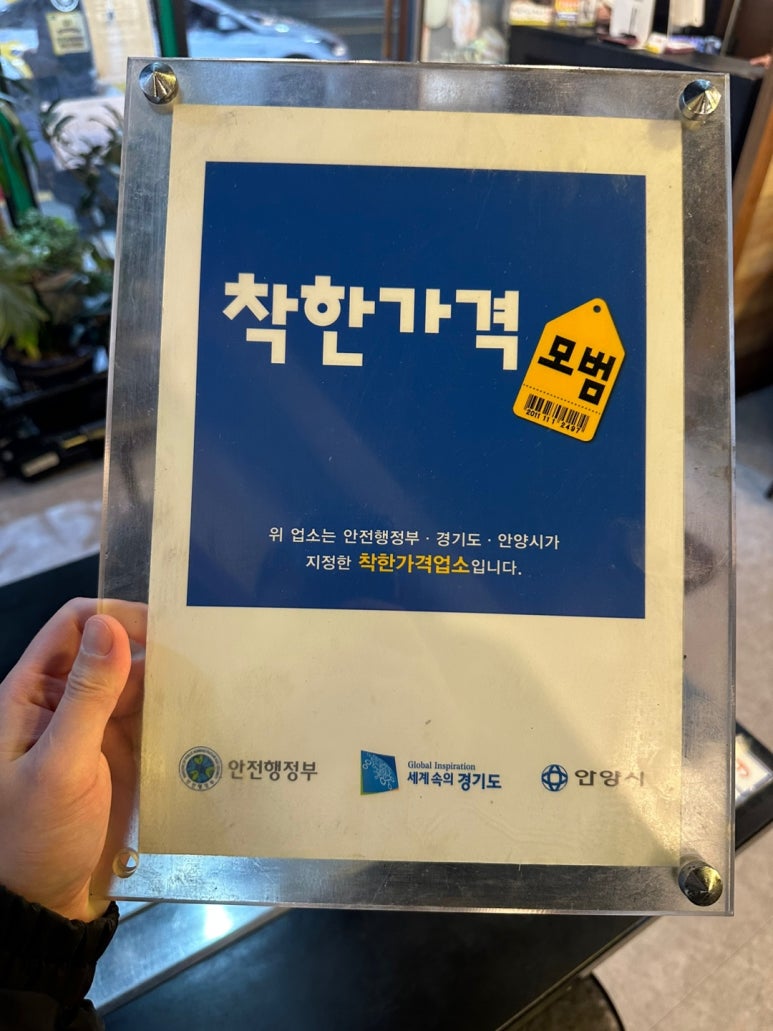 착한가격
모범
2011 11 1 2497
위 업소는 안전행정부 · 경기도 · 안양시가
지정한 착한가격업소입니다.
안전행정부
Global Inspiration
세계 속의 경기도
안양시